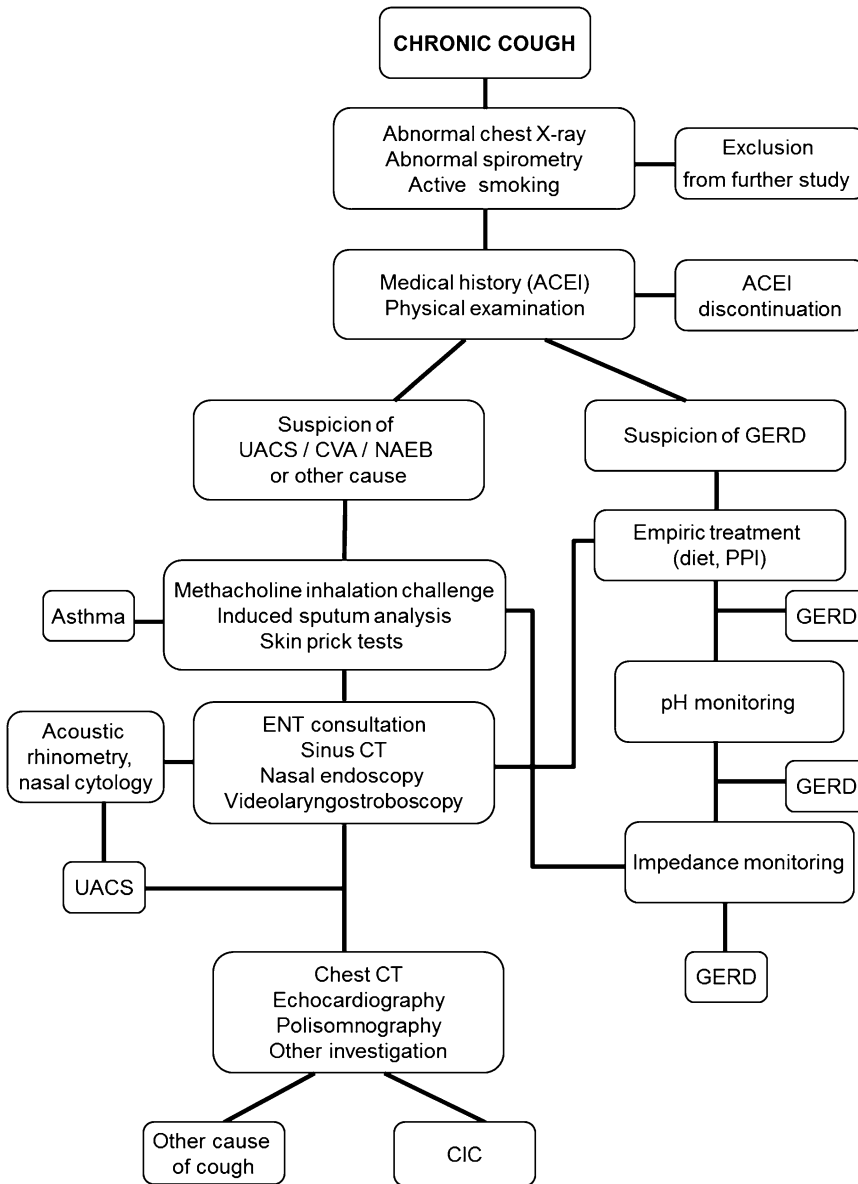 CHRONIC COUGH
Abnormal chest X-ray
Abnormal spirometry
Active smoking
Exclusion
from further study
Medical history (ACEI)
Physical examination
ACEI
discontinuation
Suspicion of
UACS / CVA / NAEB
or other cause
Suspicion of GERD
Empiric treatment
(diet, PPI)
Asthma
Methacholine inhalation challenge
Induced sputum analysis
Skin prick tests
GERD
pH monitoring
Acoustic
rhinometry,
nasal cytology
ENT consultation
Sinus CT
Nasal endoscopy
Videolaryngostroboscopy
GERD
Impedance monitoring
UACS
GERD
Chest CT
Echocardiography
Polisomnography
Other investigation
Other cause
of cough
CIC